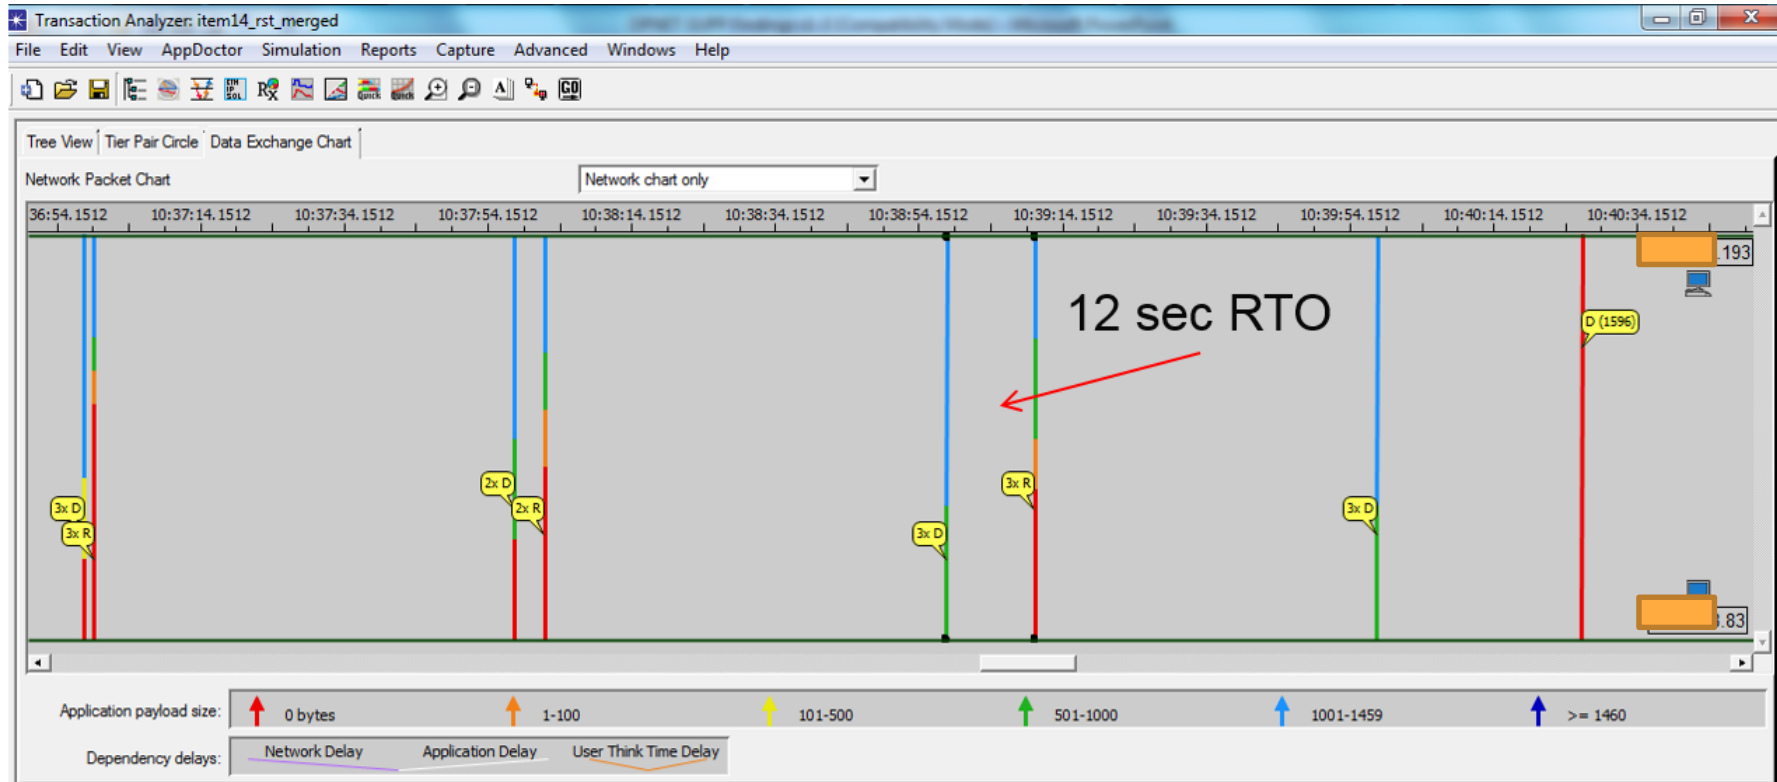 Transaction Analyzer: item14_rst_merged
File Edit View AppDoctor Simulation Reports Capture Advanced Windows Help
Tree View Tier Pair Circle Data Exchange Chart
Network Packet Chart Network chart only
36:54.1512 10:37:14.1512 10:37:34.1512 10:37:54.1512 10:38:14.1512 10:38:34.1512 10:38:54.1512 10:39:14.1512 10:39:34.1512 10:39:54.1512 10:40:14.1512 10:40:34.1512
.193
12 sec RTO
D (1596)
2x D
3x R
3x D
2x R
3x D
3x R
3x D
.83
Application payload size: 0 bytes 1-100 101-500 501-1000 1001-1459 >= 1460
Dependency delays: Network Delay Application Delay User Think Time Delay